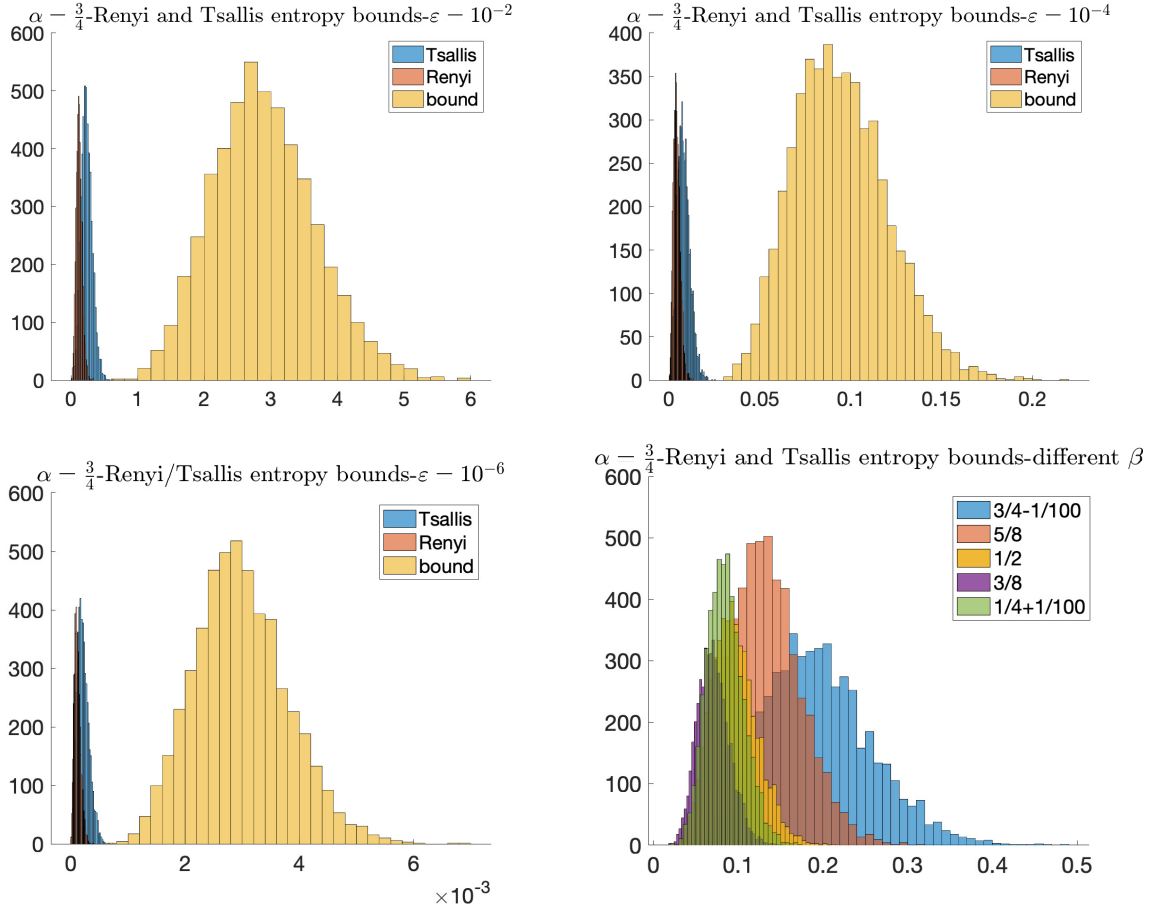 α − 3/4-Renyi and Tsallis entropy bounds-ε − 10^−2
600
500
400
300
200
100
0
0 1 2 3 4 5 6
Tsallis
Renyi
bound
α − 3/4-Renyi and Tsallis entropy bounds-ε − 10^−4
400
350
300
250
200
150
100
50
0
0 0.05 0.1 0.15 0.2
Tsallis
Renyi
bound
α − 3/4-Renyi/Tsallis entropy bounds-ε − 10^−6
600
500
400
300
200
100
0
0 2 4 6
×10^-3
Tsallis
Renyi
bound
α − 3/4-Renyi and Tsallis entropy bounds-different β
600
500
400
300
200
100
0
0 0.1 0.2 0.3 0.4 0.5
3/4-1/100
5/8
1/2
3/8
1/4+1/100